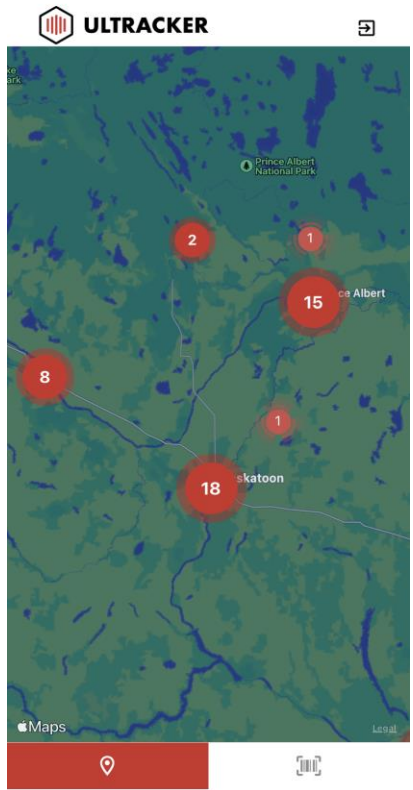 ULTRACKER
Prince Albert
National Park
2
1
15
ce Albert
8
1
18
skatoon
Maps
Legal